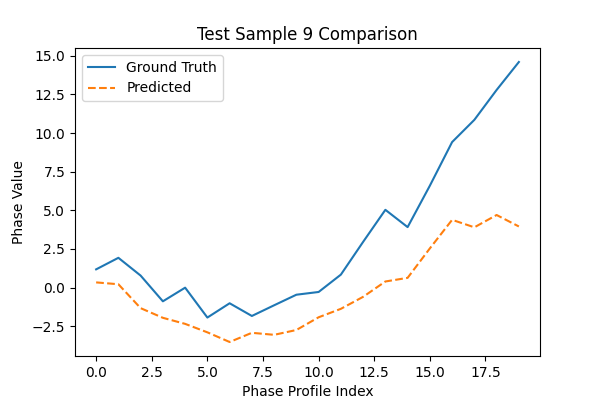 Test Sample 9 Comparison
Ground Truth
Predicted
Phase Value
15.0
12.5
10.0
7.5
5.0
2.5
0.0
−2.5
0.0 2.5 5.0 7.5 10.0 12.5 15.0 17.5
Phase Profile Index